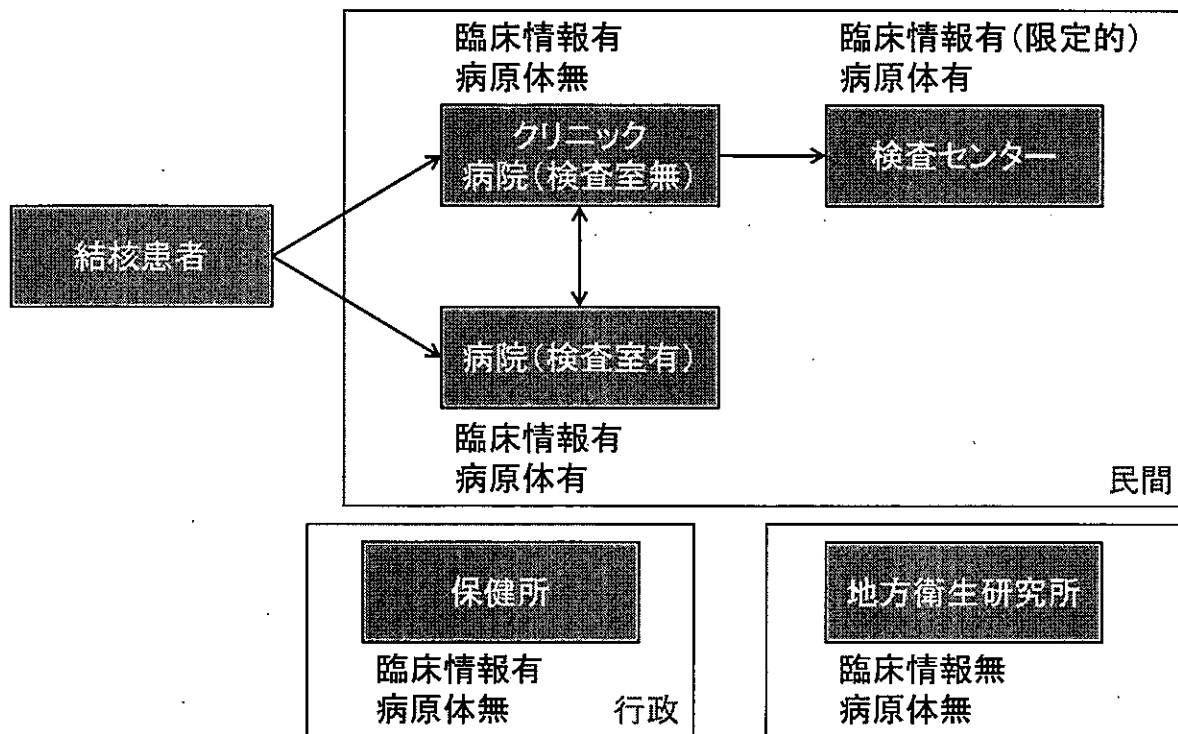 臨床情報有
病原体無
臨床情報有(限定的)
病原体有
クリニック
病院(検査室無)
検査センター
結核患者
病院(検査室有)
臨床情報有
病原体有
民間
保健所
臨床情報有
病原体無
行政
地方衛生研究所
臨床情報無
病原体無